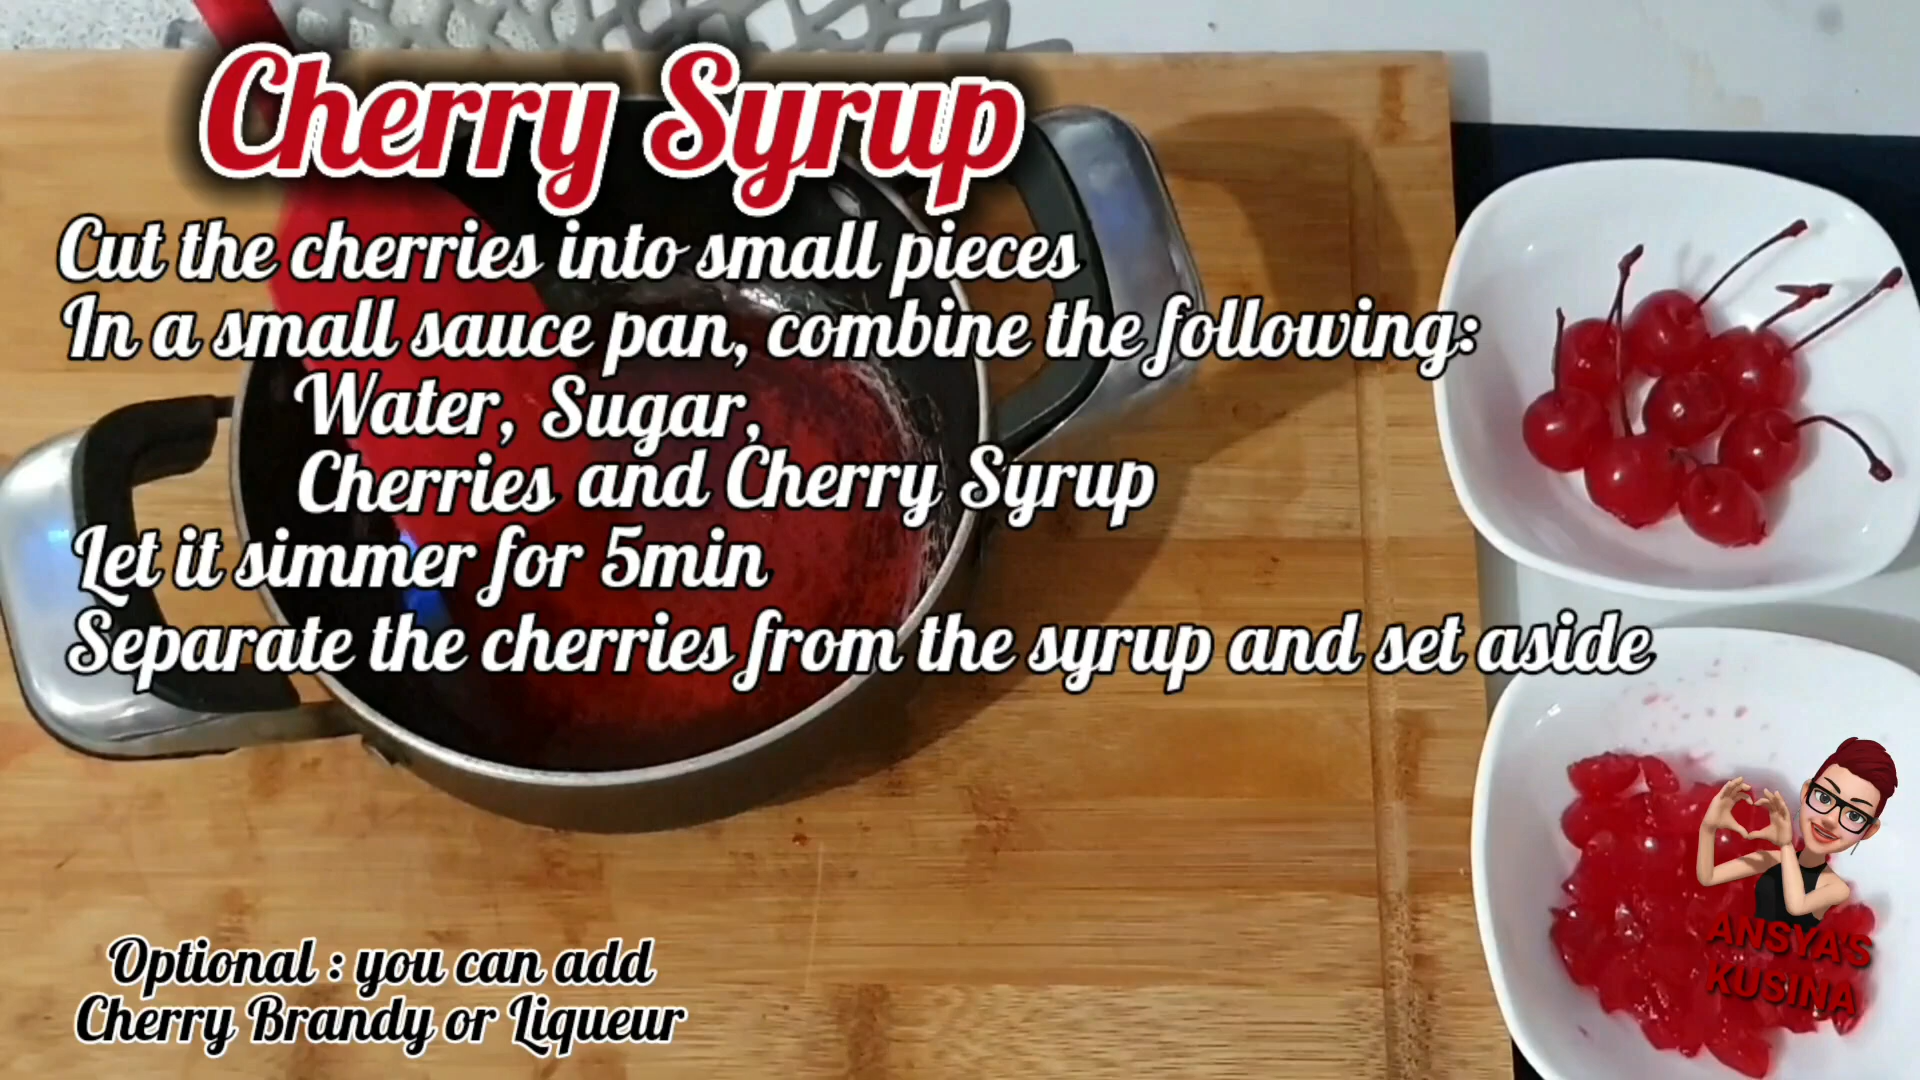 Cherry Syrup
Cut the cherries into small pieces
In a small sauce pan, combine the following:
Water, Sugar,
Cherries and Cherry Syrup
Let it simmer for 5min
Separate the cherries from the syrup and set aside
Optional : you can add
Cherry Brandy or Liqueur
ANSYA'S
KUSINA